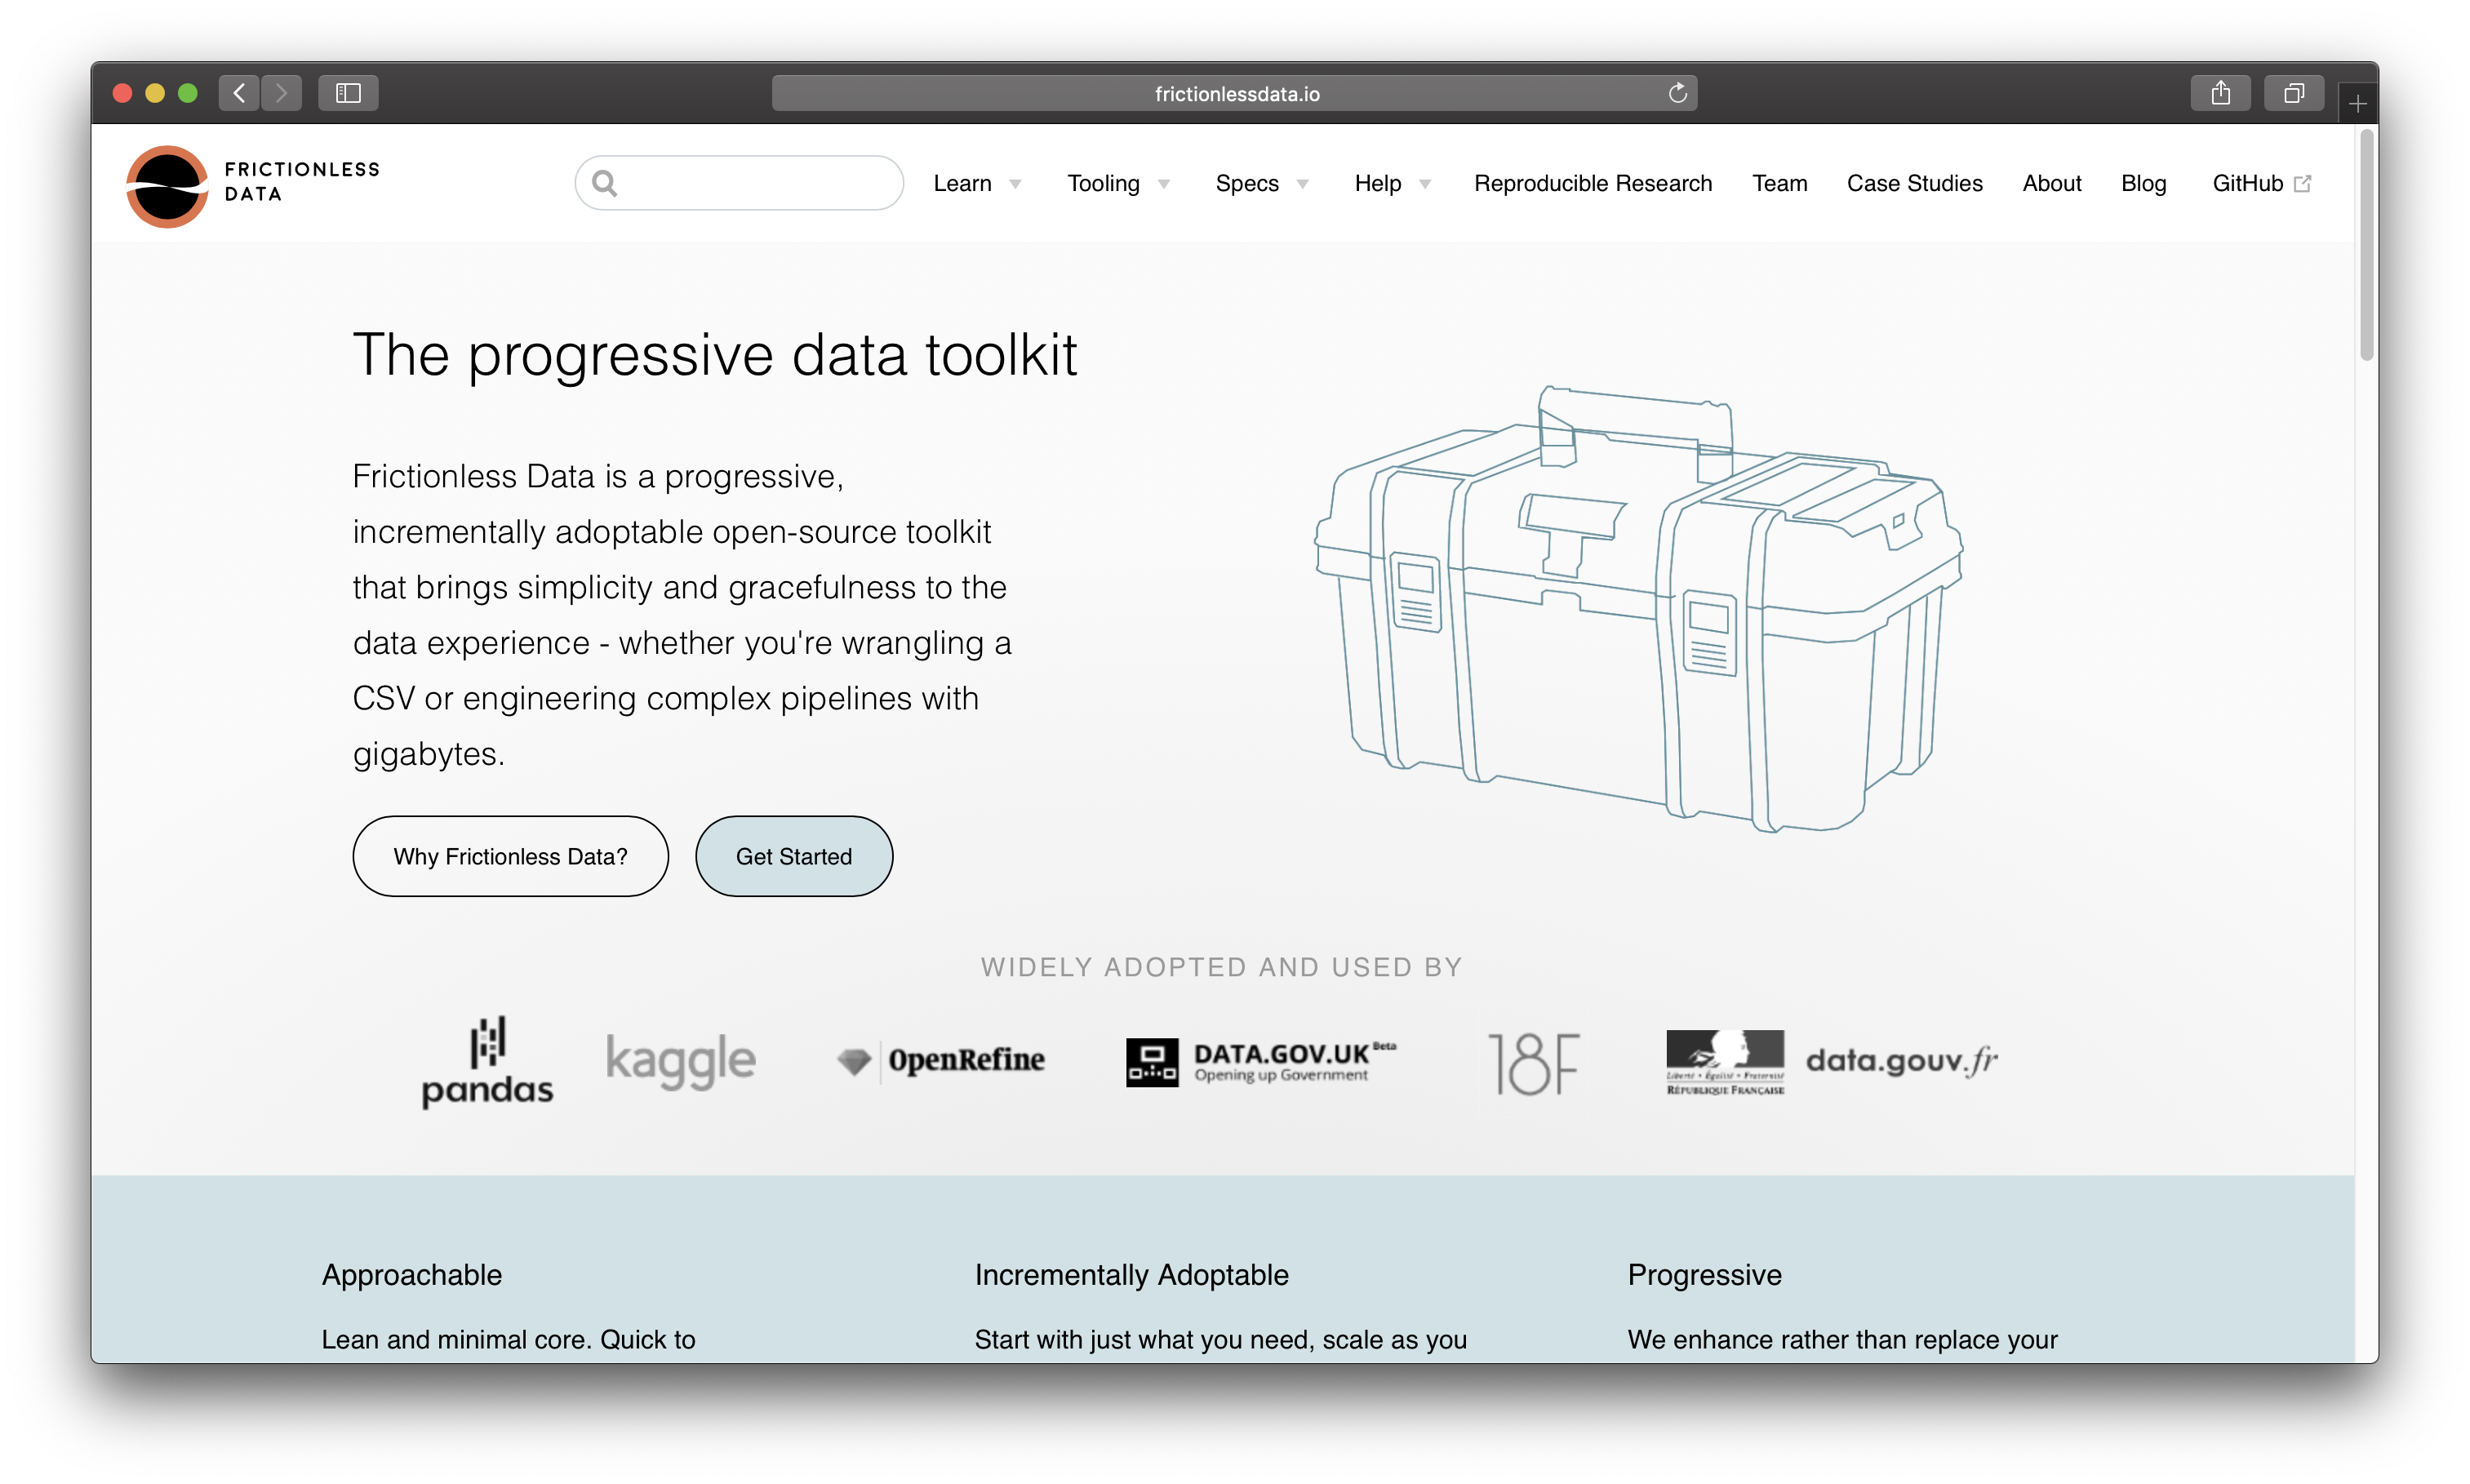 frictionlessdata.io
FRICTIONLESS
DATA
Learn Tooling Specs Help Reproducible Research Team Case Studies About Blog GitHub
The progressive data toolkit
Frictionless Data is a progressive,
incrementally adoptable open-source toolkit
that brings simplicity and gracefulness to the
data experience - whether you're wrangling a
CSV or engineering complex pipelines with
gigabytes.
Why Frictionless Data? Get Started
WIDELY ADOPTED AND USED BY
pandas
kaggle
OpenRefine
DATA.GOV.UK Beta
Opening up Government
18F
Liberté • Égalité • Fraternité
RÉPUBLIQUE FRANÇAISE
data.gouv.fr
Approachable
Lean and minimal core. Quick to
Incrementally Adoptable
Start with just what you need, scale as you
Progressive
We enhance rather than replace your